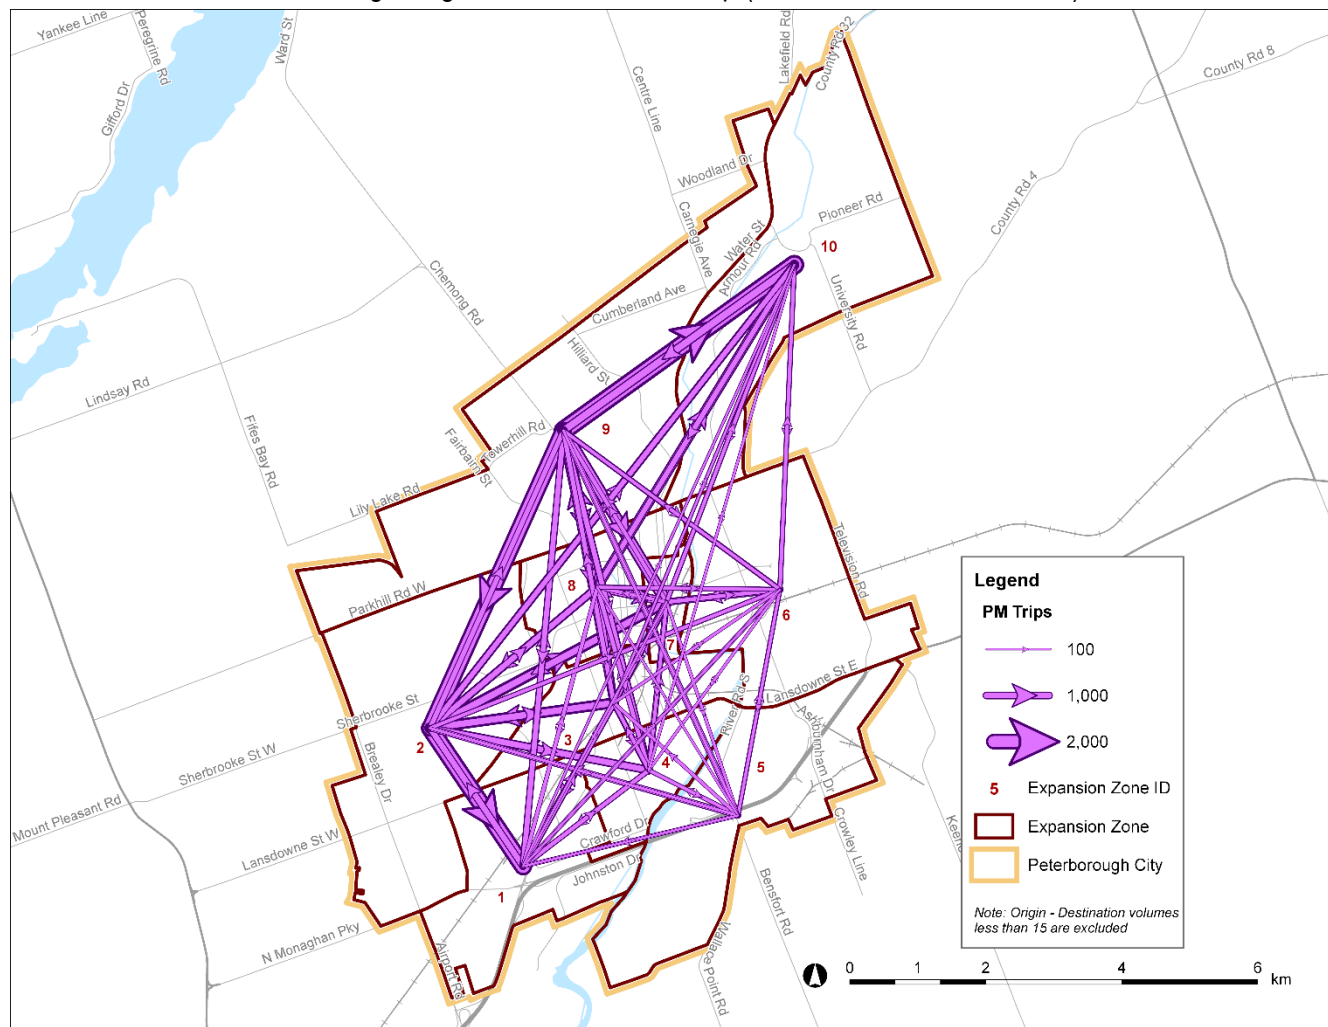 Yankee Line
Peregrine Rd
Ward St
Gifford Dr
Centre Line
Lakefield Rd
County Rd 32
County Rd 8
Woodland Dr
Carnegie Ave
Water St
Armour Rd
Pioneer Rd
County Rd 4
10
Chemong Rd
Cumberland Ave
University Rd
Hilliard St
Lindsay Rd
Fifes Bay Rd
Fairbairn St
Towerhill Rd
9
Lily Lake Rd
Television Rd
Parkhill Rd W
8
6
7
Legend
PM Trips
100
1,000
2,000
5 Expansion Zone ID
Expansion Zone
Peterborough City
Note: Origin - Destination volumes
less than 15 are excluded
Sherbrooke St
Sherbrooke St W
2
3
4
5
River Rd S
Lansdowne St E
Ashburnham Dr
Brealey Dr
Mount Pleasant Rd
Lansdowne St W
Crawford Dr
Johnston Dr
Crowley Line
1
N Monaghan Pky
Airport Rd
Bensfort Rd
Wallace Point Rd
0 1 2 4 6
km